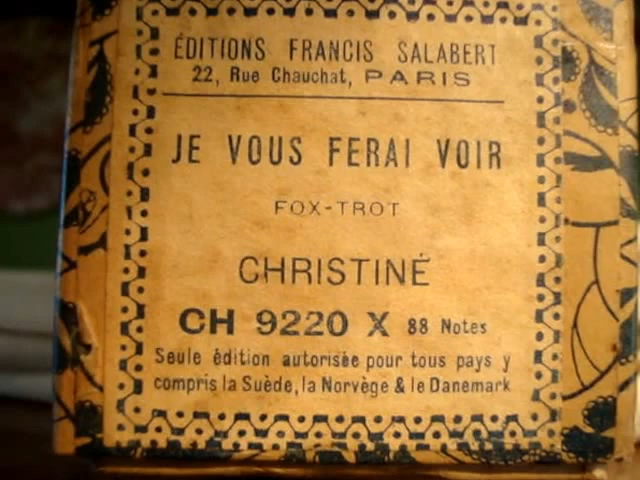 ÉDITIONS FRANCIS SALABERT
22, Rue Chauchat, PARIS
JE VOUS FERAI VOIR
FOX-TROT
CHRISTINÉ
CH 9220 X 88 Notes
Seule édition autorisée pour tous pays y
compris la Suède, la Norvège & le Danemark